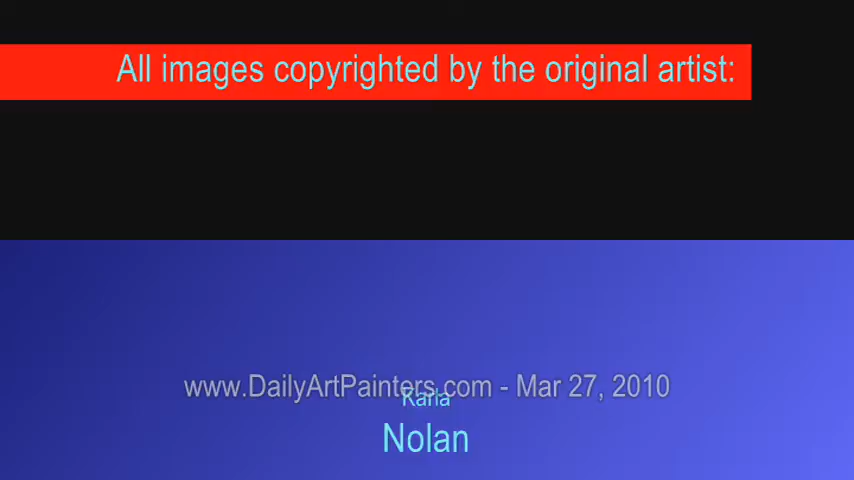 All images copyrighted by the original artist:
www.DailyArtPainters.com - Mar 27, 2010
Karla
Nolan